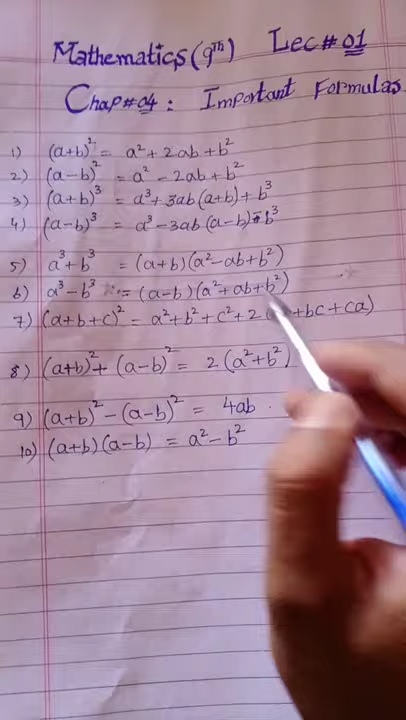 Mathematics (9th) Lec# 01
Chap#04: Important Formulas
1) (a+b)² = a² + 2ab + b²
2) (a-b)² = a² - 2ab + b²
3) (a+b)³ = a³ + 3ab (a+b) + b³
4) (a-b)³ = a³ - 3ab (a-b) - b³
5) a³ + b³ = (a+b) (a² - ab + b²)
6) a³ - b³ = (a-b) (a² + ab + b²)
7) (a+b+c)² = a² + b² + c² + 2 + bc + ca)
8) (a+b)² + (a-b)² = 2 (a² + b²)
9) (a+b)² - (a-b)² = 4ab .
10) (a+b) (a-b) = a² - b²